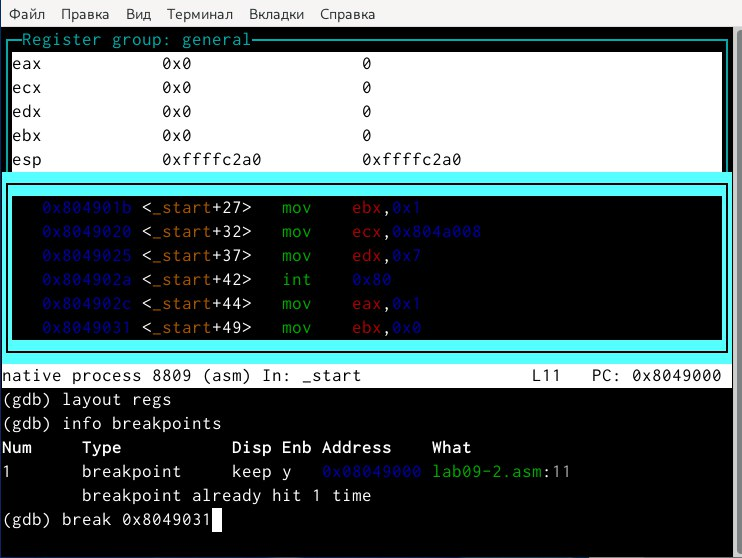 Файл Правка Вид Терминал Вкладки Справка
Register group: general
eax 0x0 0
ecx 0x0 0
edx 0x0 0
ebx 0x0 0
esp 0xffffc2a0 0xffffc2a0
0x804901b <_start+27> mov ebx,0x1
0x8049020 <_start+32> mov ecx,0x804a008
0x8049025 <_start+37> mov edx,0x7
0x804902a <_start+42> int 0x80
0x804902c <_start+44> mov eax,0x1
0x8049031 <_start+49> mov ebx,0x0
native process 8809 (asm) In: _start L11 PC: 0x8049000
(gdb) layout regs
(gdb) info breakpoints
Num Type Disp Enb Address What
1 breakpoint keep y 0x08049000 lab09-2.asm:11
breakpoint already hit 1 time
(gdb) break 0x8049031